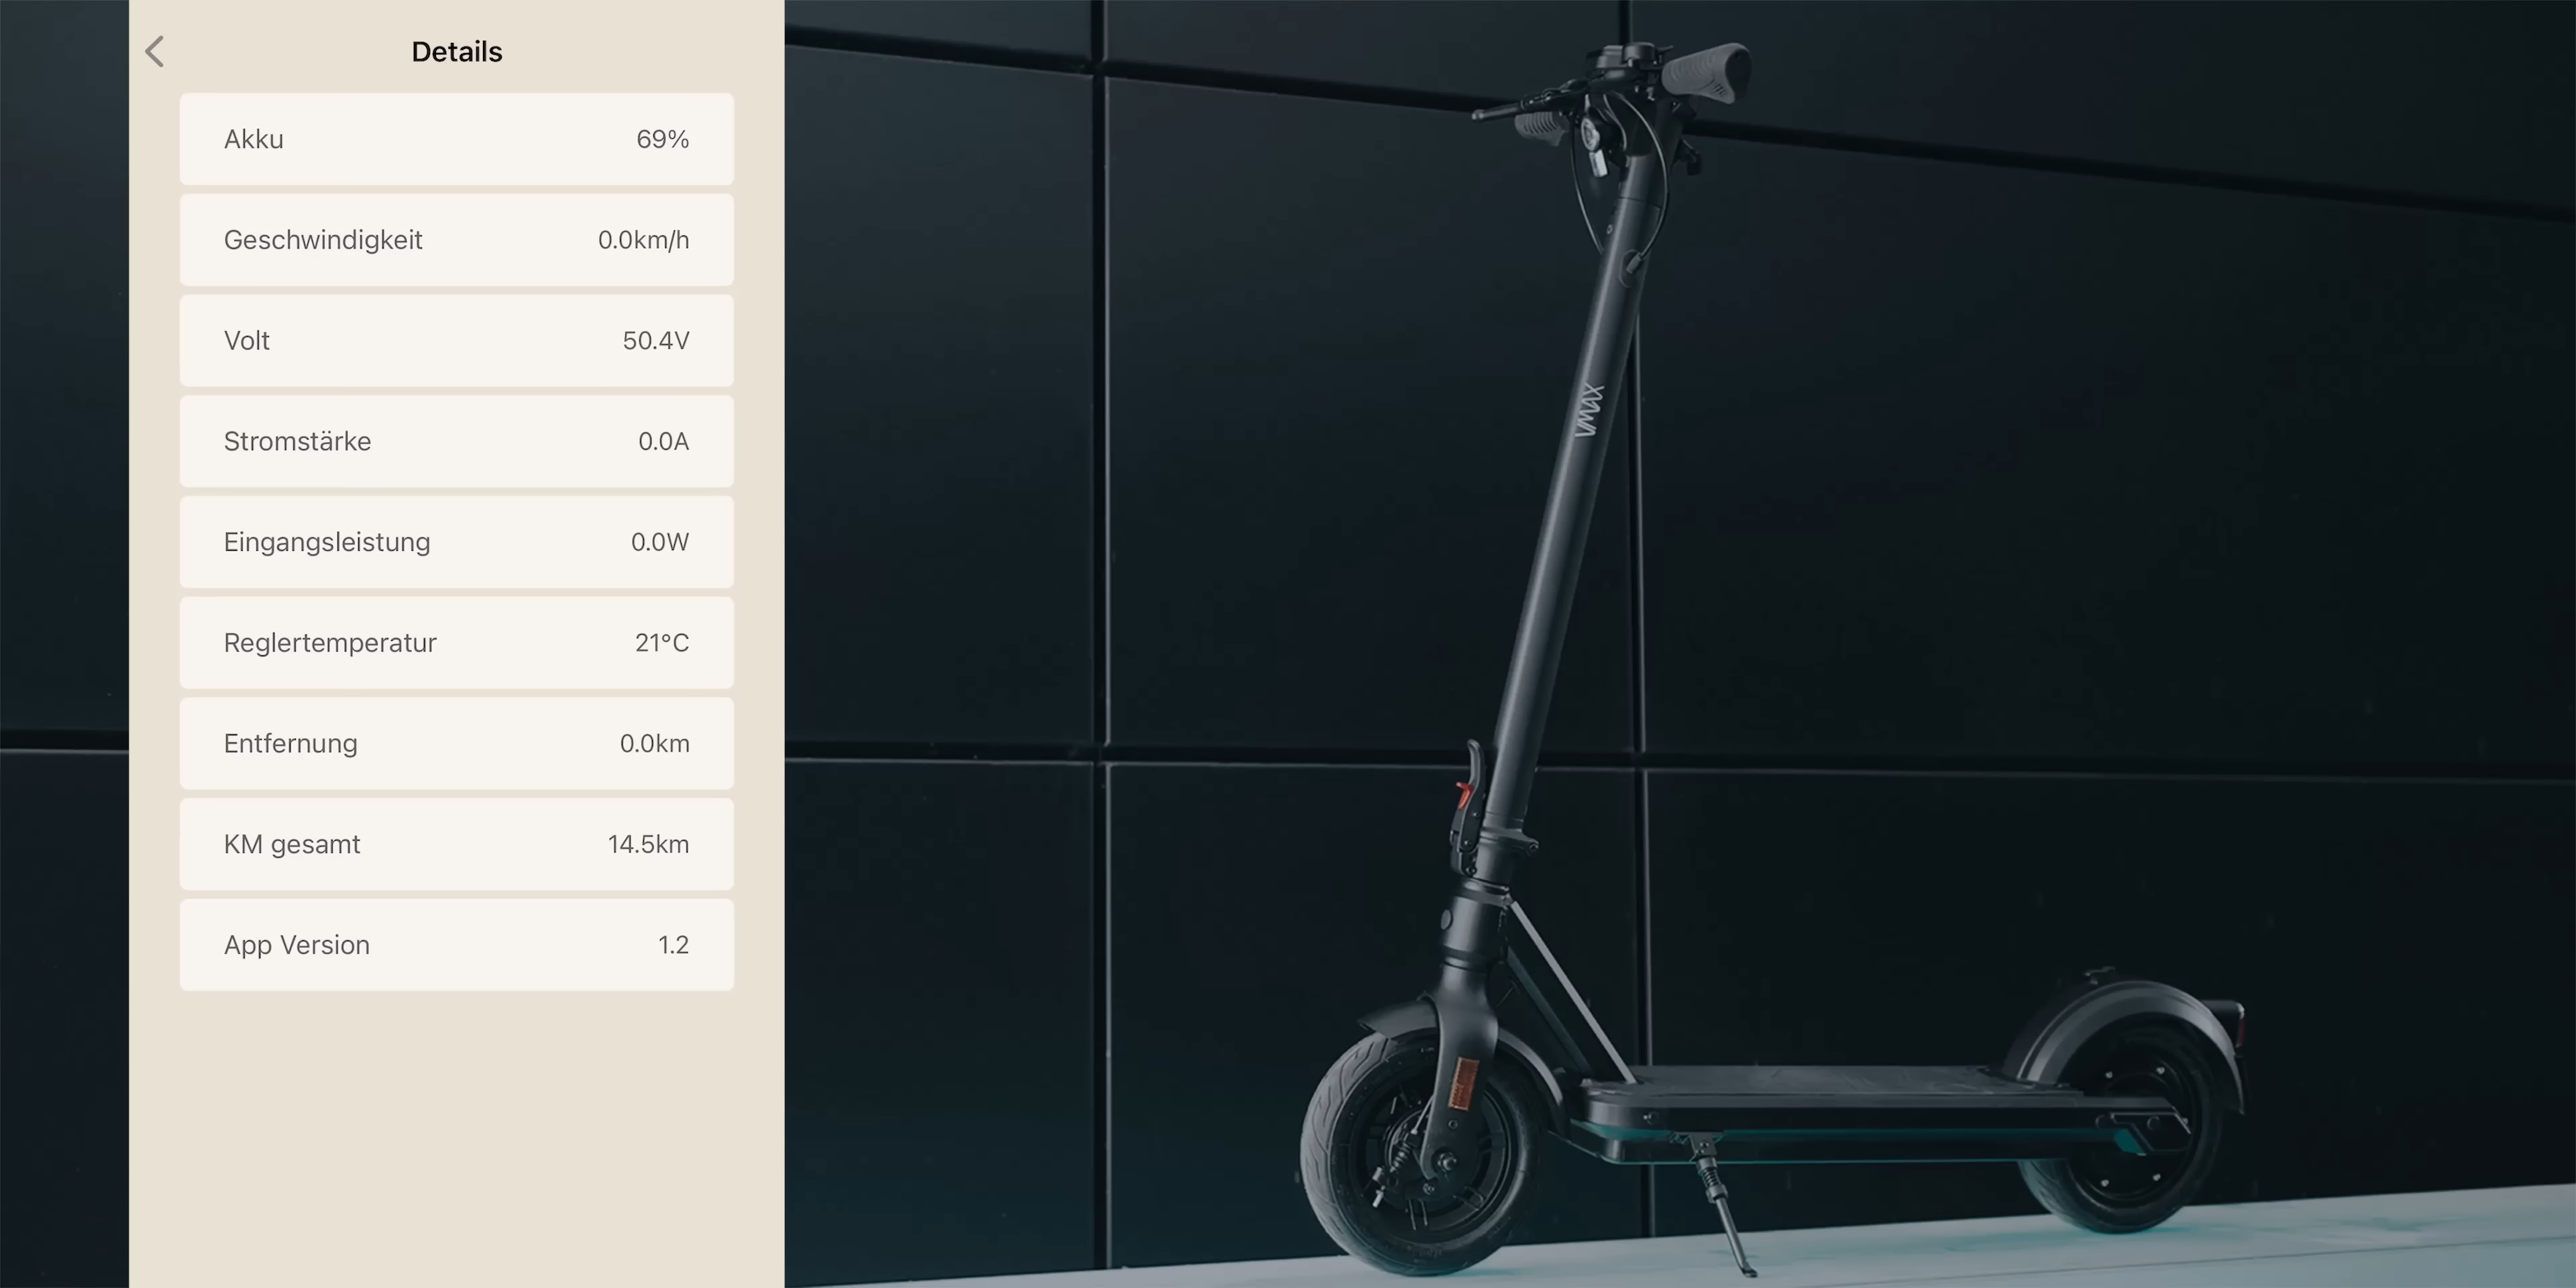 Details
Akku 69%
Geschwindigkeit 0.0km/h
Volt 50.4V
Stromstärke 0.0A
Eingangsleistung 0.0W
Reglertemperatur 21°C
Entfernung 0.0km
KM gesamt 14.5km
App Version 1.2
VMAX